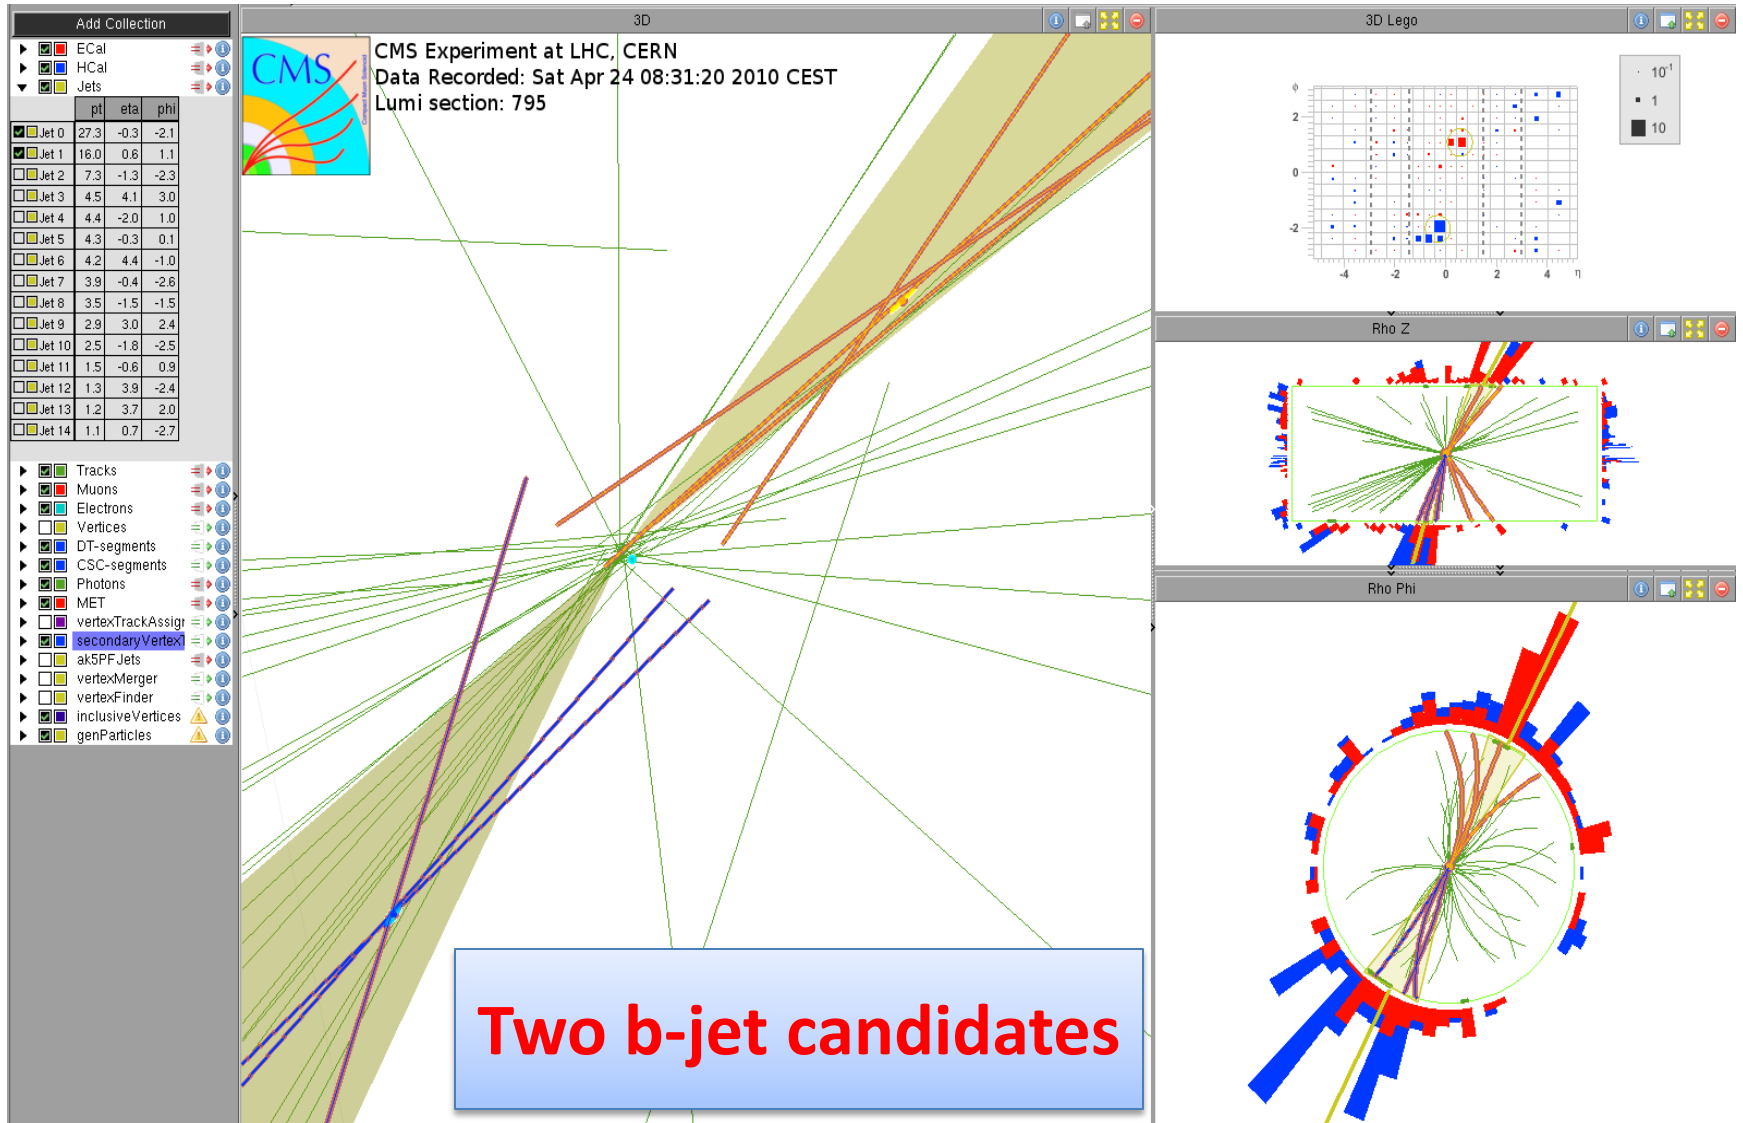 Add Collection
ECal
HCal
Jets
pt eta phi
Jet 0 27.3 -0.3 -2.1
Jet 1 16.0 0.6 1.1
Jet 2 7.3 -1.3 -2.3
Jet 3 4.5 4.1 3.0
Jet 4 4.4 -2.0 1.0
Jet 5 4.3 -0.3 0.1
Jet 6 4.2 4.4 -1.0
Jet 7 3.9 -0.4 -2.6
Jet 8 3.5 -1.5 -1.5
Jet 9 2.9 3.0 2.4
Jet 10 2.5 -1.8 -2.5
Jet 11 1.5 -0.6 0.9
Jet 12 1.3 3.9 -2.4
Jet 13 1.2 3.7 2.0
Jet 14 1.1 0.7 -2.7
Tracks
Muons
Electrons
Vertices
DT-segments
CSC-segments
Photons
MET
vertexTrackAssigr
secondaryVertexT
ak5PFJets
vertexMerger
vertexFinder
inclusiveVertices
genParticles
3D
CMS
Compact Muon Solenoid
CMS Experiment at LHC, CERN
Data Recorded: Sat Apr 24 08:31:20 2010 CEST
Lumi section: 795
Two b-jet candidates
3D Lego
10⁻¹
1
10
ϕ
2
0
-2
-4 -2 0 2 4 η
Rho Z
Rho Phi